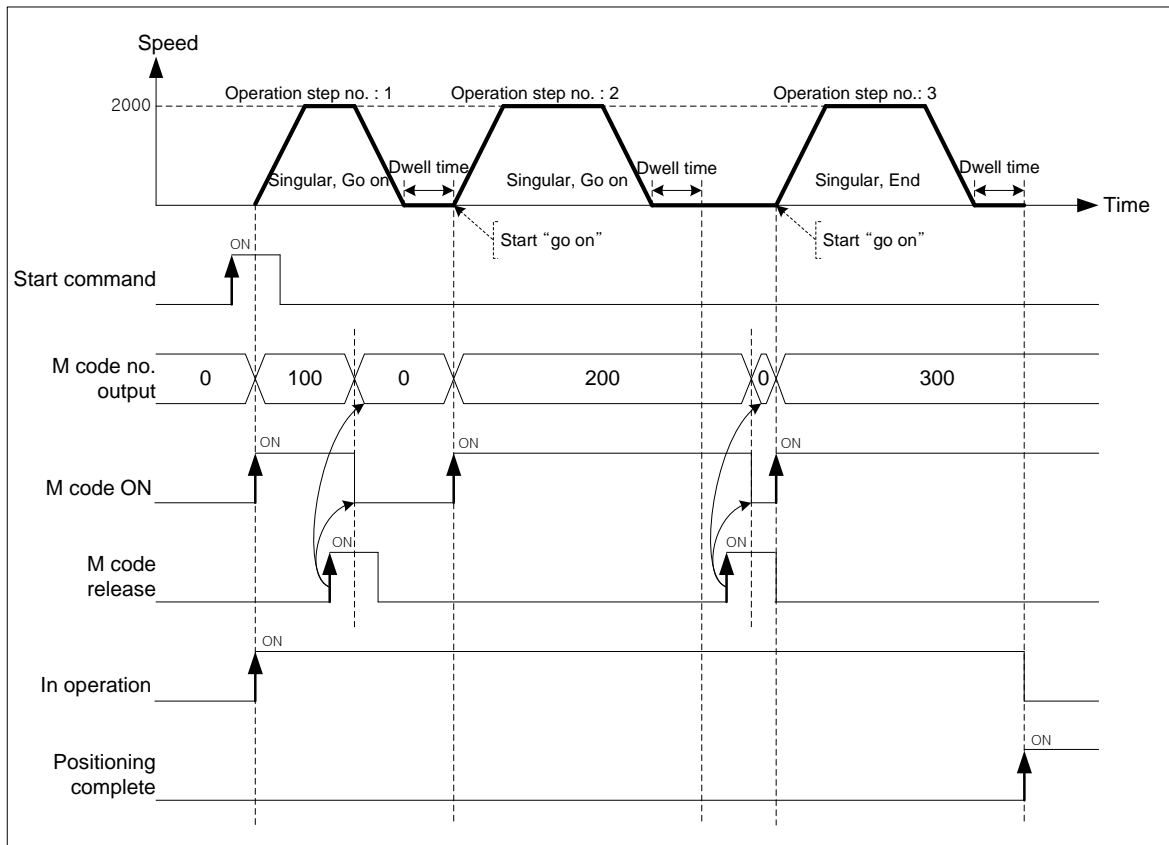 Speed
2000
Operation step no. : 1
Operation step no. : 2
Operation step no.: 3
Dwell time
Dwell time
Dwell time
Singular, Go on
Singular, Go on
Singular, End
Time
Start “go on”
Start “go on”
Start command
ON
M code no.
output
0
100
0
200
0
300
M code ON
ON
ON
ON
M code
release
ON
ON
In operation
ON
Positioning
complete
ON